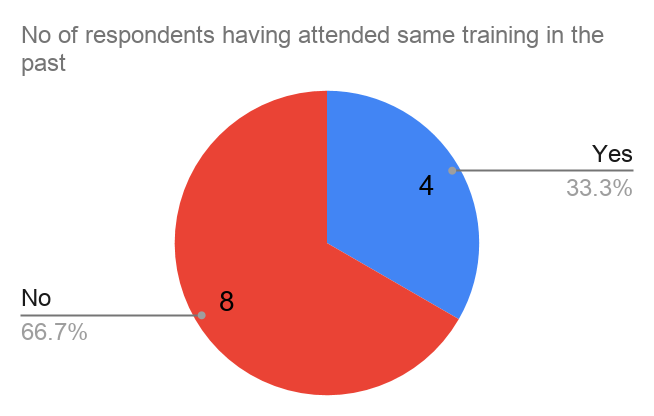 No of respondents having attended same training in the
past
Yes
4
33.3%
No
8
66.7%